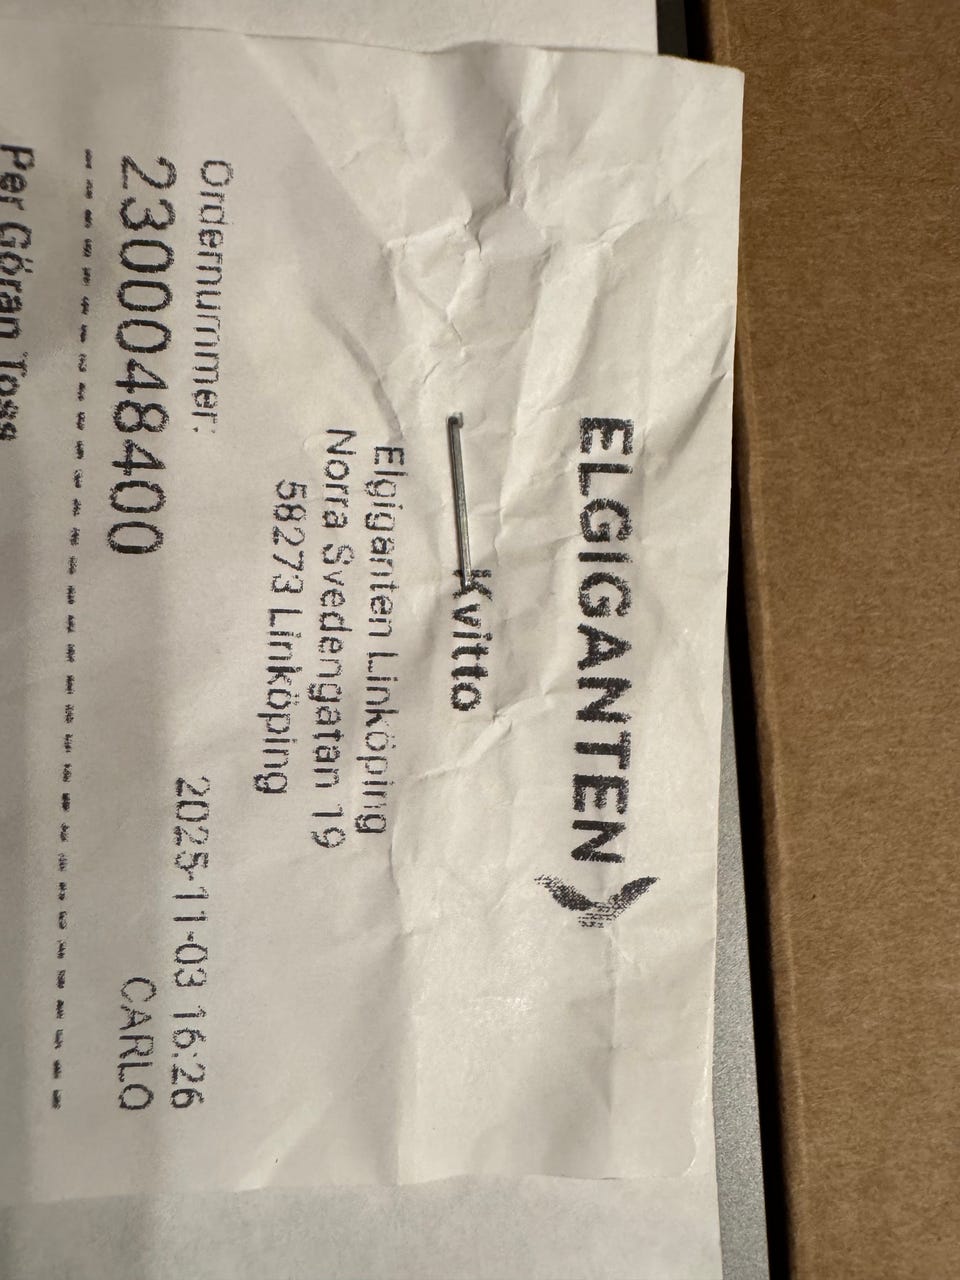 ELGIGANTEN
Kvitto
Elgiganten Linköping
Norra Svedengatan 19
58273 Linköping
Ordernummer: 2025-11-03 16:26
2300048400 CARLO
--------------------------------
Per Göran Toss